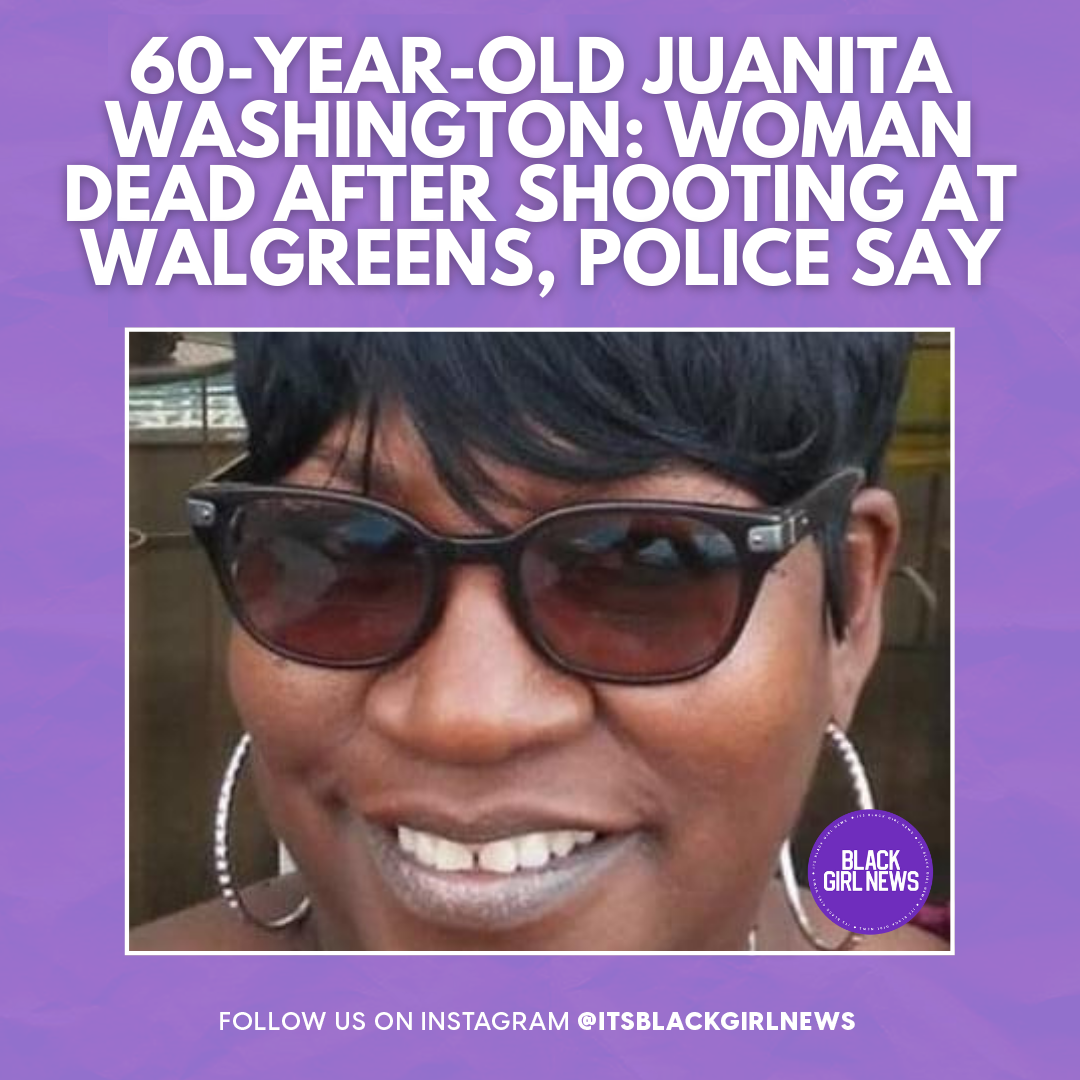 60-YEAR-OLD JUANITA
WASHINGTON: WOMAN
DEAD AFTER SHOOTING AT
WALGREENS, POLICE SAY
BLACK
GIRL NEWS
FOLLOW US ON INSTAGRAM @ITSBLACKGIRLNEWS